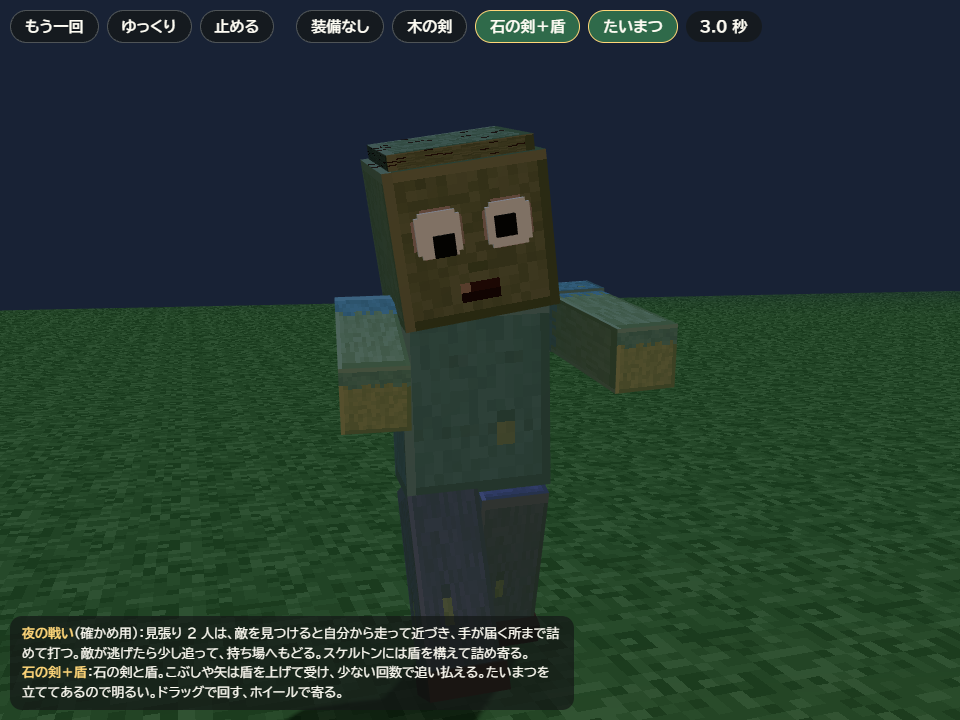 もう一回 ゆっくり 止める 装備なし 木の剣 石の剣＋盾 たいまつ 3.0 秒
夜の戦い（確かめ用）：見張り 2 人は、敵を見つけると自分から走って近づき、手が届く所まで詰
めて打つ。敵が逃げたら少し追って、持ち場へもどる。スケルトンには盾を構えて詰め寄る。
石の剣＋盾：石の剣と盾。こぶしや矢は盾を上げて受け、少ない回数で追い払える。たいまつを
立ててあるので明るい。ドラッグで回す、ホイールで寄る。